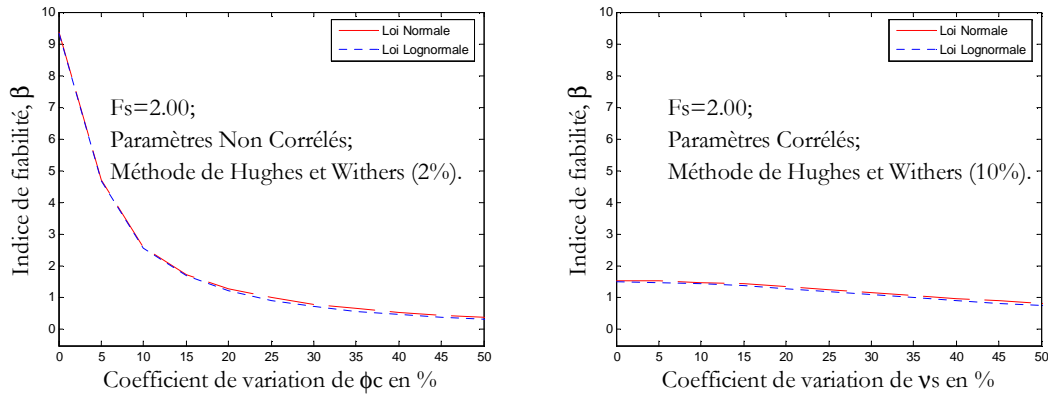 10
9
8
7
6
5
4
3
2
1
0
Indice de fiabilité, β
Loi Normale
Loi Lognormale
Fs=2.00;
Paramètres Non Corrélés;
Méthode de Hughes et Withers (2%).
0 5 10 15 20 25 30 35 40 45 50
Coefficient de variation de φc en %
10
9
8
7
6
5
4
3
2
1
0
Indice de fiabilité, β
Loi Normale
Loi Lognormale
Fs=2.00;
Paramètres Corrélés;
Méthode de Hughes et Withers (10%).
0 5 10 15 20 25 30 35 40 45 50
Coefficient de variation de νs en %